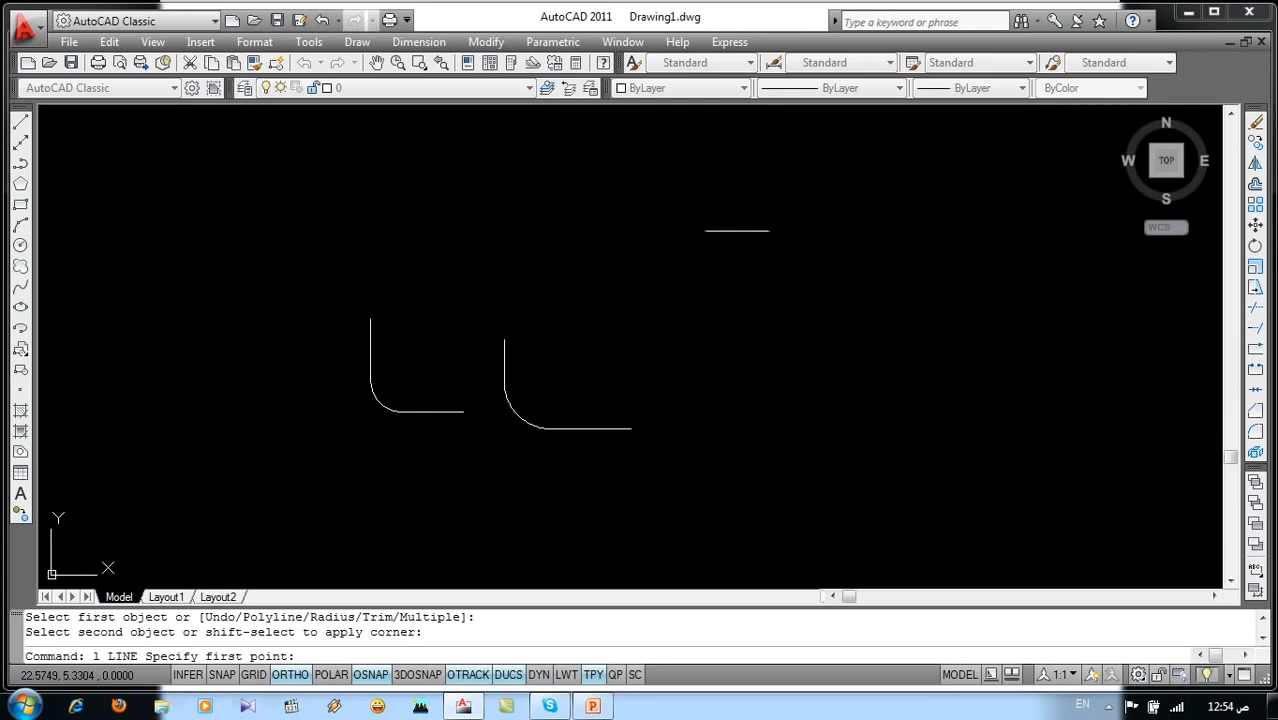 AutoCAD Classic
AutoCAD 2011 Drawing1.dwg
Type a keyword or phrase
File Edit View Insert Format Tools Draw Dimension Modify Parametric Window Help Express
Standard Standard Standard Standard
AutoCAD Classic 0 ByLayer ByLayer ByLayer ByColor
N
W TOP E
S
WCS
A
Y
X
Model Layout1 Layout2
Select first object or [Undo/Polyline/Radius/Trim/Multiple]:
Select second object or shift-select to apply corner:
Command: l LINE Specify first point:
22.5749, 5.3304 , 0.0000 INFER SNAP GRID ORTHO POLAR OSNAP 3DOSNAP OTRACK DUCS DYN LWT TPY QP SC MODEL 1:1
EN 12:54 ص